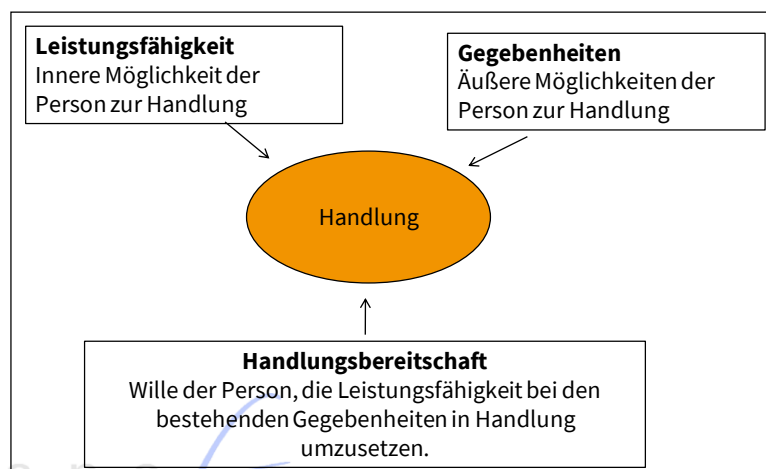 Leistungsfähigkeit
Innere Möglichkeit der
Person zur Handlung
Gegebenheiten
Äußere Möglichkeiten der
Person zur Handlung
Handlung
Handlungsbereitschaft
Wille der Person, die Leistungsfähigkeit bei den
bestehenden Gegebenheiten in Handlung
umzusetzen.